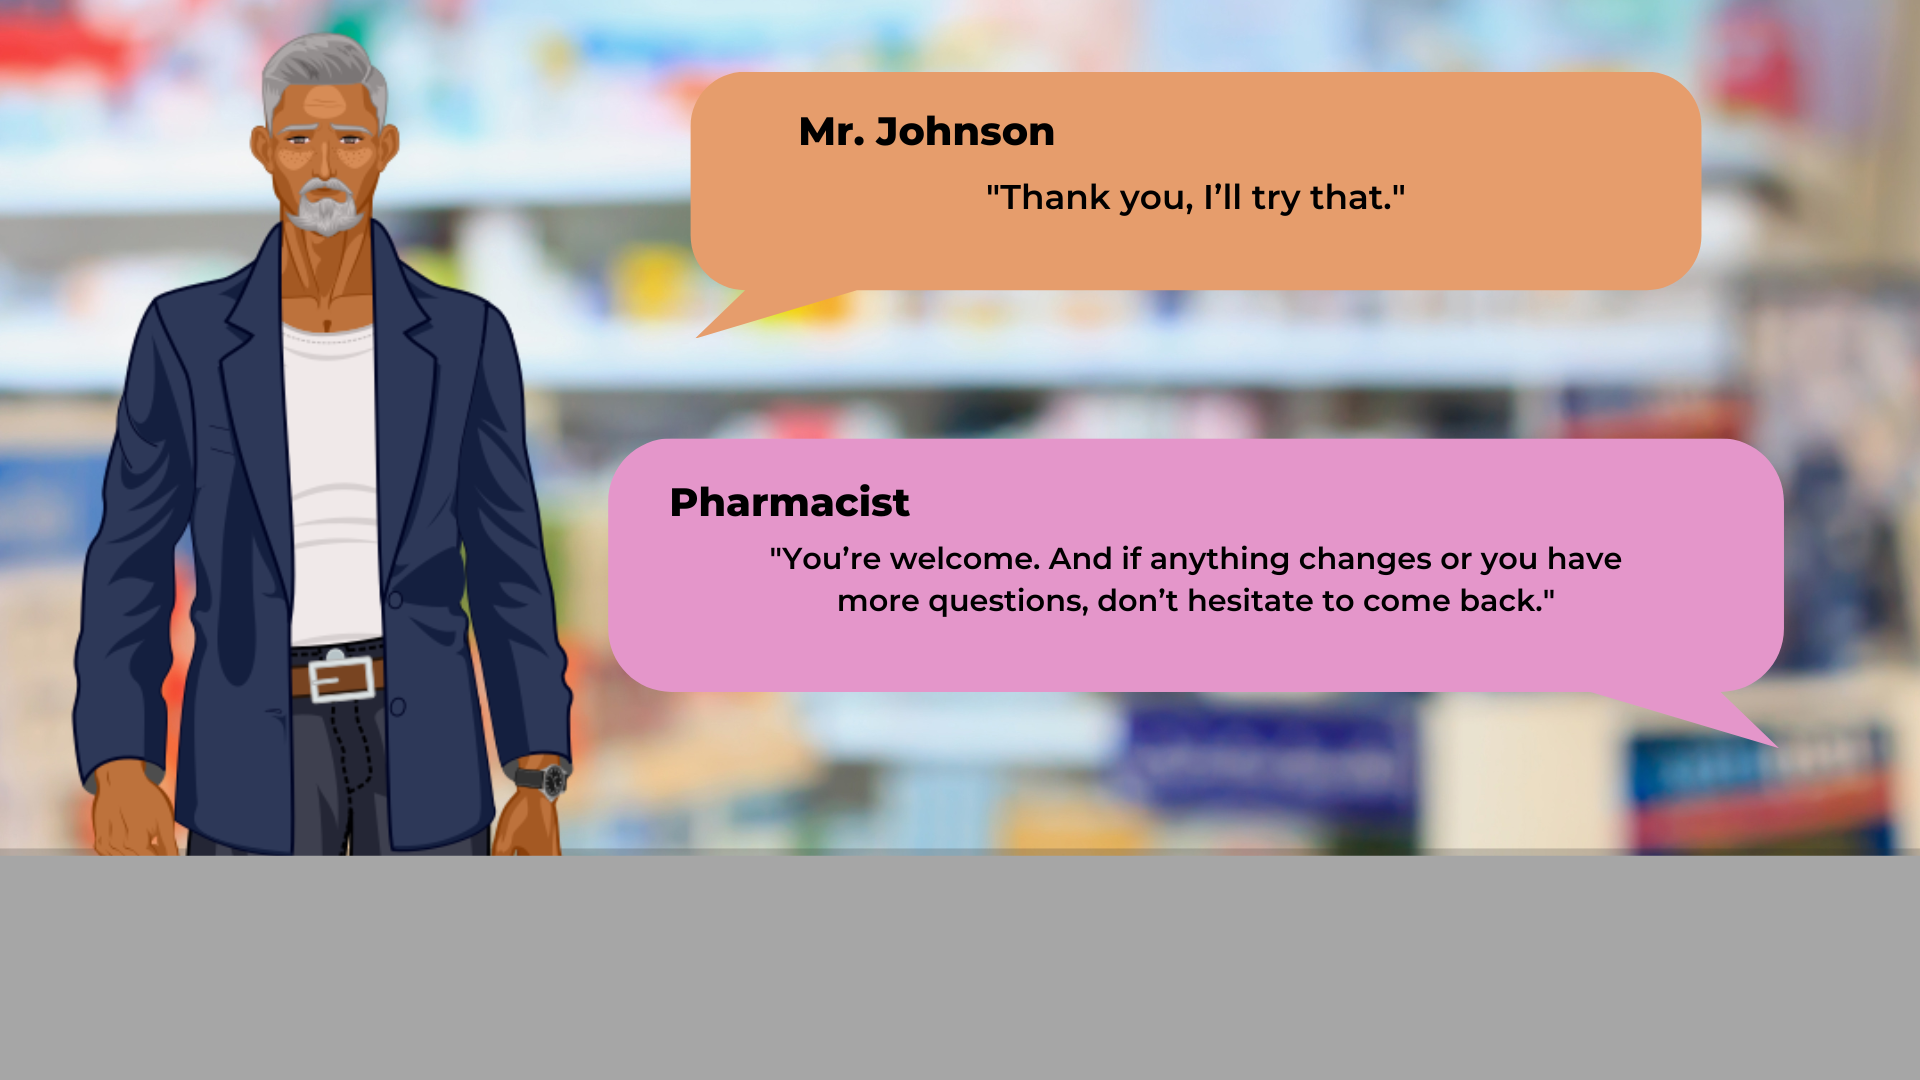 Mr. Johnson
"Thank you, I’ll try that."
Pharmacist
"You’re welcome. And if anything changes or you have
more questions, don’t hesitate to come back."